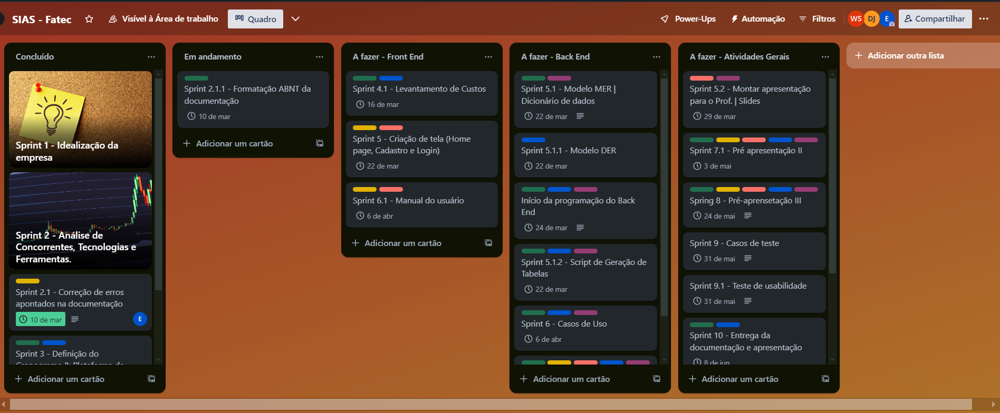 SIAS - Fatec
Visível à Área de trabalho
Quadro
Power-Ups
Automação
Filtros
WS
DJ
E
Compartilhar
Concluído
Sprint 1 - Idealização da
empresa
Sprint 2 - Análise de
Concorrentes, Tecnologias e
Ferramentas.
Sprint 2.1 - Correção de erros
apontados na documentação
10 de mar
E
Sprint 3 - Definição do
Adicionar um cartão
Em andamento
Sprint 2.1.1 - Formatação ABNT da
documentação
10 de mar
Adicionar um cartão
A fazer - Front End
Sprint 4.1 - Levantamento de Custos
16 de mar
Sprint 5 - Criação de tela (Home
page, Cadastro e Login)
22 de mar
Sprint 6.1 - Manual do usuário
6 de abr
Adicionar um cartão
A fazer - Back End
Sprint 5.1 - Modelo MER |
Dicionário de dados
22 de mar
Sprint 5.1.1 - Modelo DER
22 de mar
Início da programação do Back
End
24 de mar
Sprint 5.1.2 - Script de Geração de
Tabelas
22 de mar
Sprint 6 - Casos de Uso
6 de abr
Adicionar um cartão
A fazer - Atividades Gerais
Sprint 5.2 - Montar apresentação
para o Prof. | Slides
29 de mar
Sprint 7.1 - Pré apresentação II
3 de mai
Spring 8 - Pré-aprensetação III
24 de mai
Sprint 9 - Casos de teste
31 de mai
Sprint 9.1 - Teste de usabilidade
31 de mai
Sprint 10 - Entrega da
documentação e apresentação
8 de jun
Adicionar um cartão
Adicionar outra lista